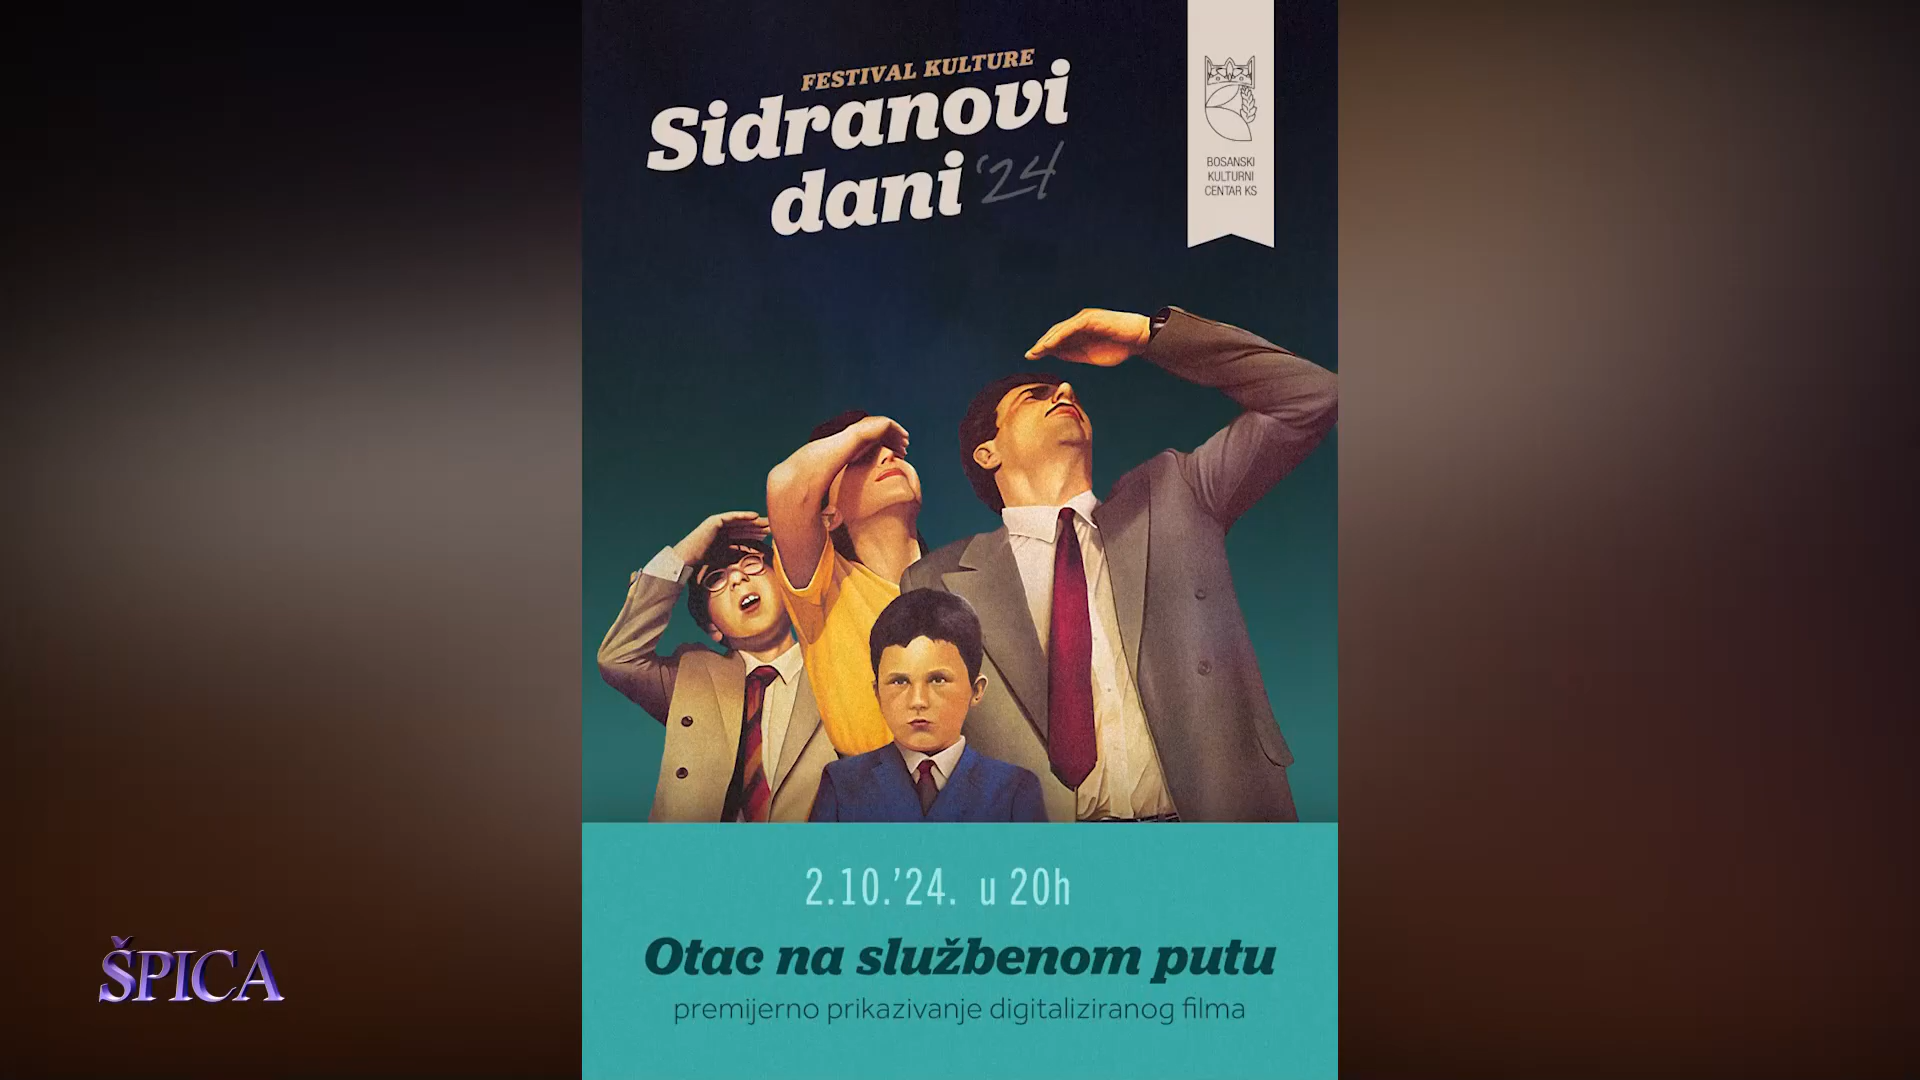 FESTIVAL KULTURE
Sidranovi
dani '24
BOSANSKI
KULTURNI
CENTAR KS
2.10.'24. u 20h
Otac na službenom putu
premijerno prikazivanje digitaliziranog filma
ŠPICA